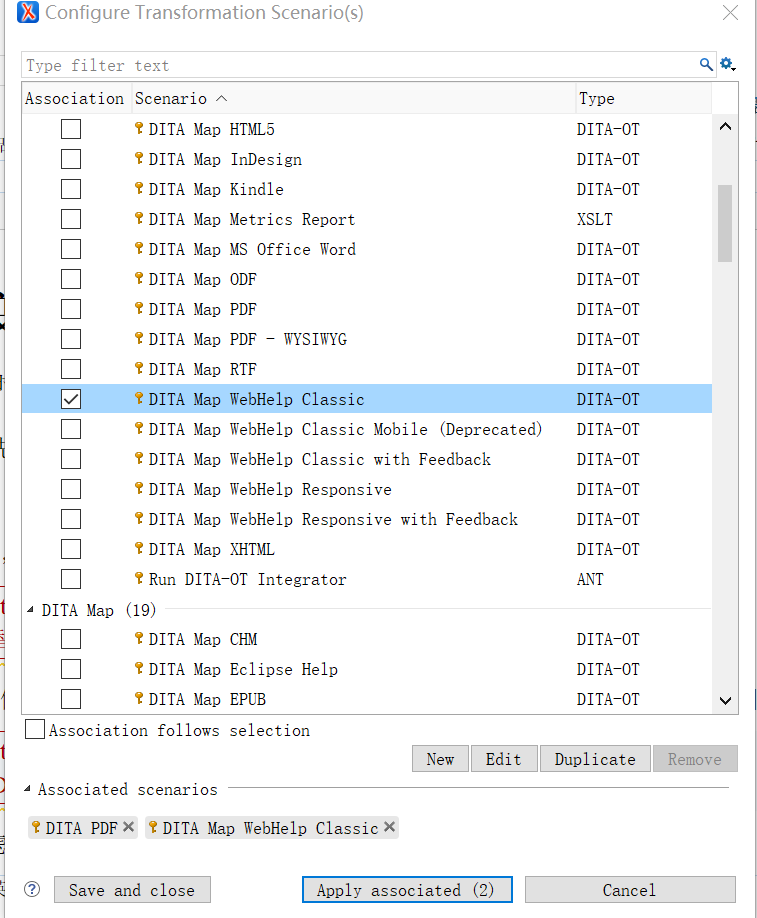 Configure Transformation Scenario(s)
Type filter text
Association Scenario Type
DITA Map HTML5 DITA-OT
DITA Map InDesign DITA-OT
DITA Map Kindle DITA-OT
DITA Map Metrics Report XSLT
DITA Map MS Office Word DITA-OT
DITA Map ODF DITA-OT
DITA Map PDF DITA-OT
DITA Map PDF - WYSIWYG DITA-OT
DITA Map RTF DITA-OT
DITA Map WebHelp Classic DITA-OT
DITA Map WebHelp Classic Mobile (Deprecated) DITA-OT
DITA Map WebHelp Classic with Feedback DITA-OT
DITA Map WebHelp Responsive DITA-OT
DITA Map WebHelp Responsive with Feedback DITA-OT
DITA Map XHTML DITA-OT
Run DITA-OT Integrator ANT
DITA Map (19)
DITA Map CHM DITA-OT
DITA Map Eclipse Help DITA-OT
DITA Map EPUB DITA-OT
Association follows selection
New Edit Duplicate Remove
Associated scenarios
DITA PDF DITA Map WebHelp Classic
Save and close Apply associated (2) Cancel